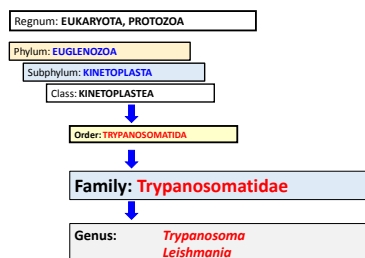 Regnum: EUKARYOTA, PROTOZOA
Phylum: EUGLENOZOA
Subphylum: KINETOPLASTA
Class: KINETOPLASTEA
Order: TRYPANOSOMATIDA
Family: Trypanosomatidae
Genus: Trypanosoma
Leishmania